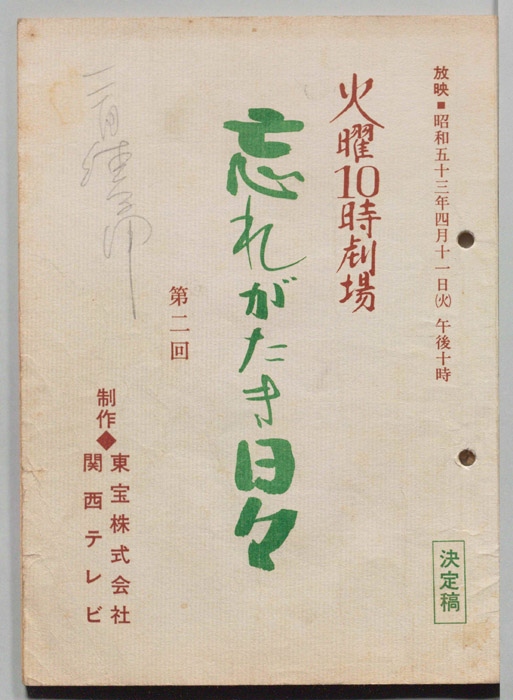 放映■昭和五十三年四月十一日㈫ 午後十時
火曜10時劇場
忘れがたき日々
第二回
制作◆東宝株式会社
関西テレビ
決定稿